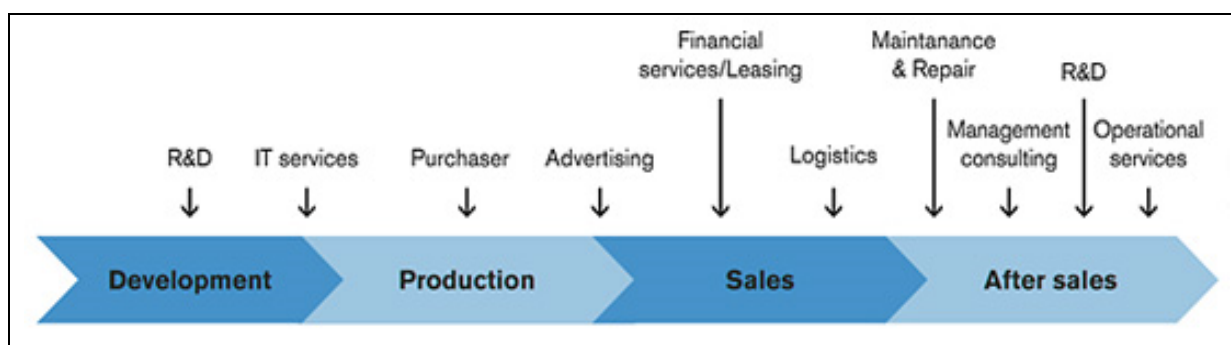 Financial
services/Leasing
Maintanance
& Repair
R&D
R&D
IT services
Purchaser
Advertising
Logistics
Management
consulting
Operational
services
Development
Production
Sales
After sales